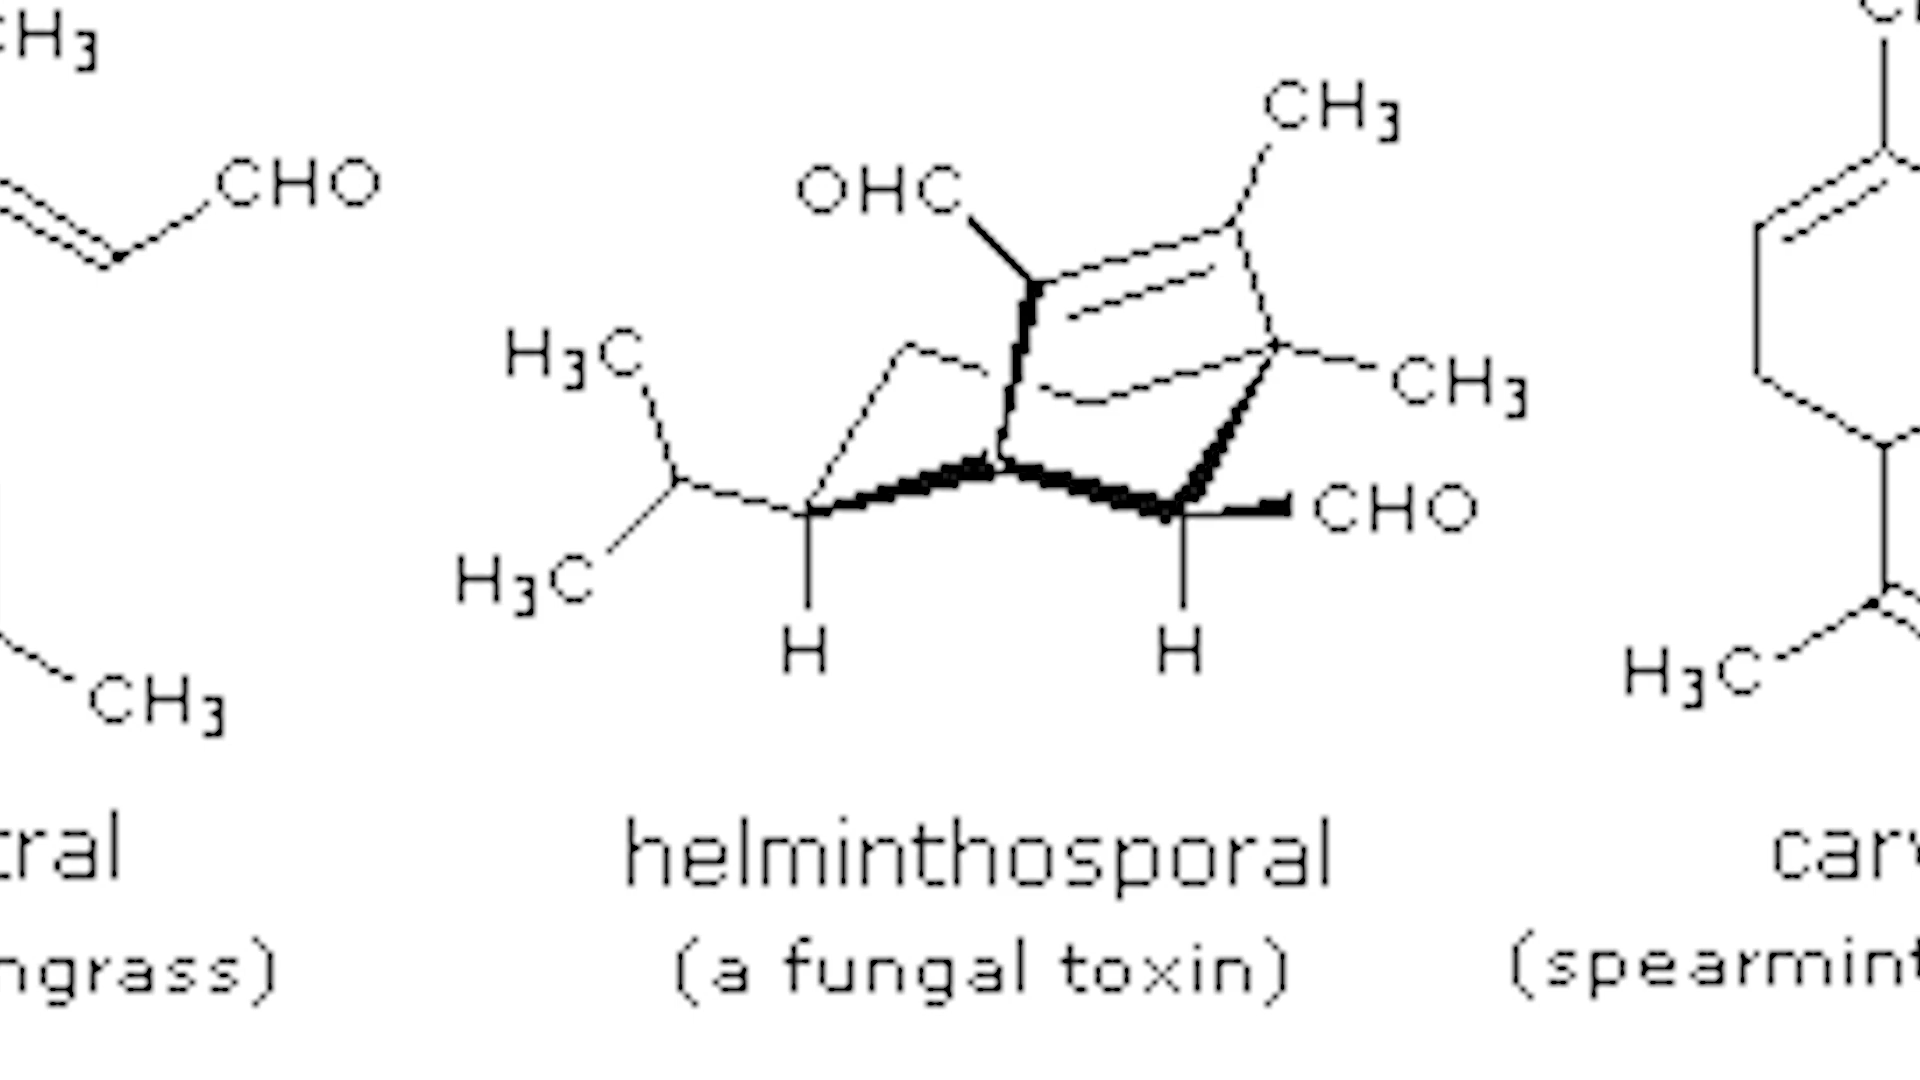 CH3
CH3
OHC
CHO
H3C
CH3
CHO
H3C
H
H
H3C
CH3
helminthosporal
(a fungal toxin)